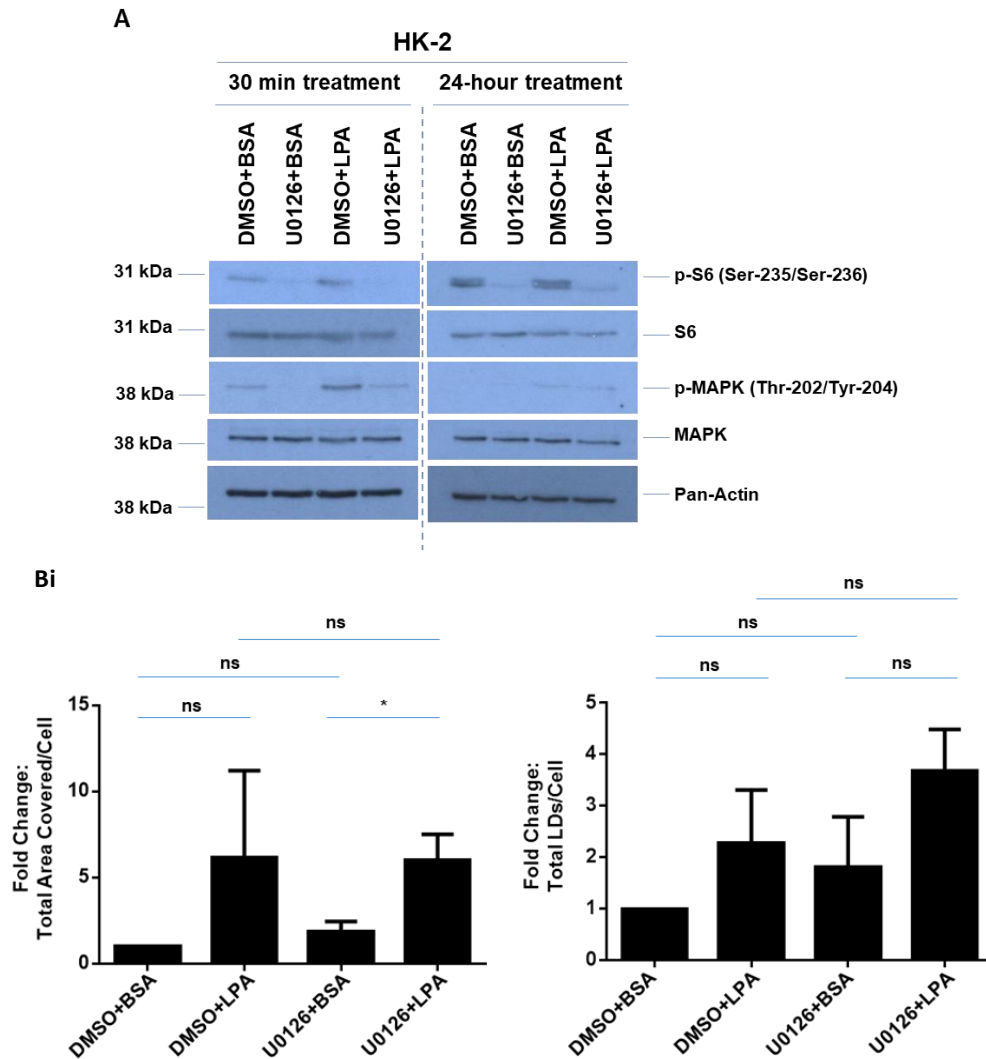 A
HK-2
30 min treatment
24-hour treatment
DMSO+BSA
U0126+BSA
DMSO+LPA
U0126+LPA
DMSO+BSA
U0126+BSA
DMSO+LPA
U0126+LPA
31 kDa
p-S6 (Ser-235/Ser-236)
31 kDa
S6
38 kDa
p-MAPK (Thr-202/Tyr-204)
38 kDa
MAPK
38 kDa
Pan-Actin
Bi
ns
ns
ns
*
Fold Change:
Total Area Covered/Cell
15
10
5
0
DMSO+BSA
DMSO+LPA
U0126+BSA
U0126+LPA
ns
ns
ns
ns
Fold Change:
Total LDs/Cell
5
4
3
2
1
0
DMSO+BSA
DMSO+LPA
U0126+BSA
U0126+LPA